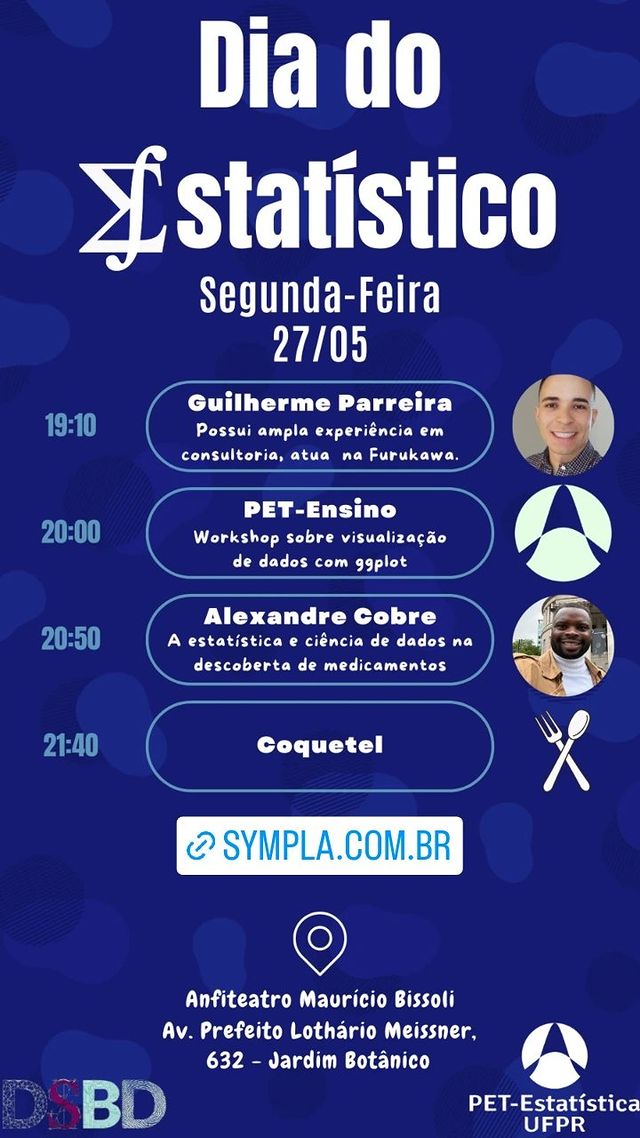 Dia do
Estatístico
Segunda-Feira
27/05
19:10
Guilherme Parreira
Possui ampla experiência em
consultoria, atua na Furukawa.
20:00
PET-Ensino
Workshop sobre visualização
de dados com ggplot
20:50
Alexandre Cobre
A estatística e ciência de dados na
descoberta de medicamentos
21:40
Coquetel
SYMPLA.COM.BR
Anfiteatro Maurício Bissoli
Av. Prefeito Lothário Meissner,
632 - Jardim Botânico
DSBD
PET-Estatística
UFPR